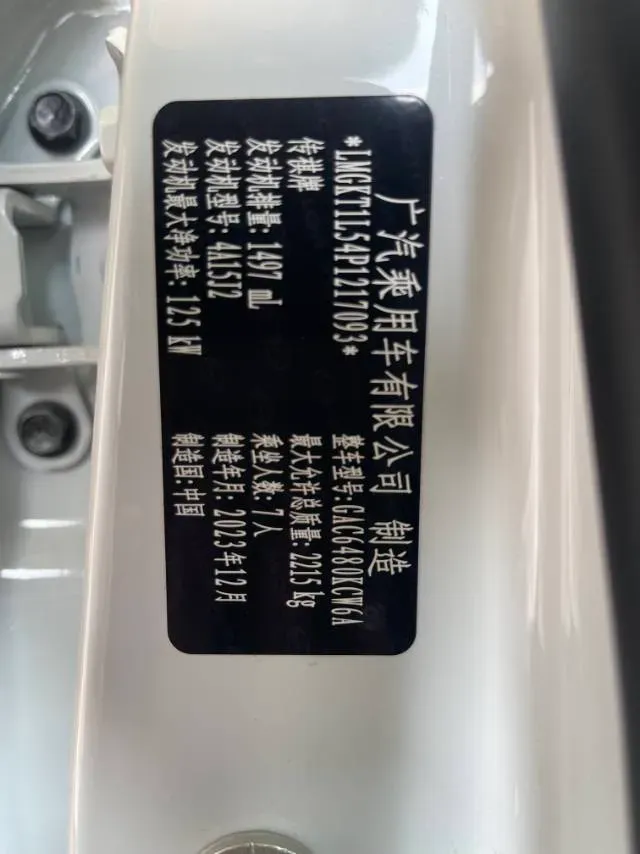 广汽乘用车有限公司 制造
*LMGKT1L54P1217093* 整车型号:GAC6480KCW6A
传祺牌 最大允许总质量:2215 kg
发动机排量:1497 mL 乘坐人数:7人
发动机型号:4A15J2 制造年月:2023年12月
发动机最大净功率:125 kW 制造国:中国